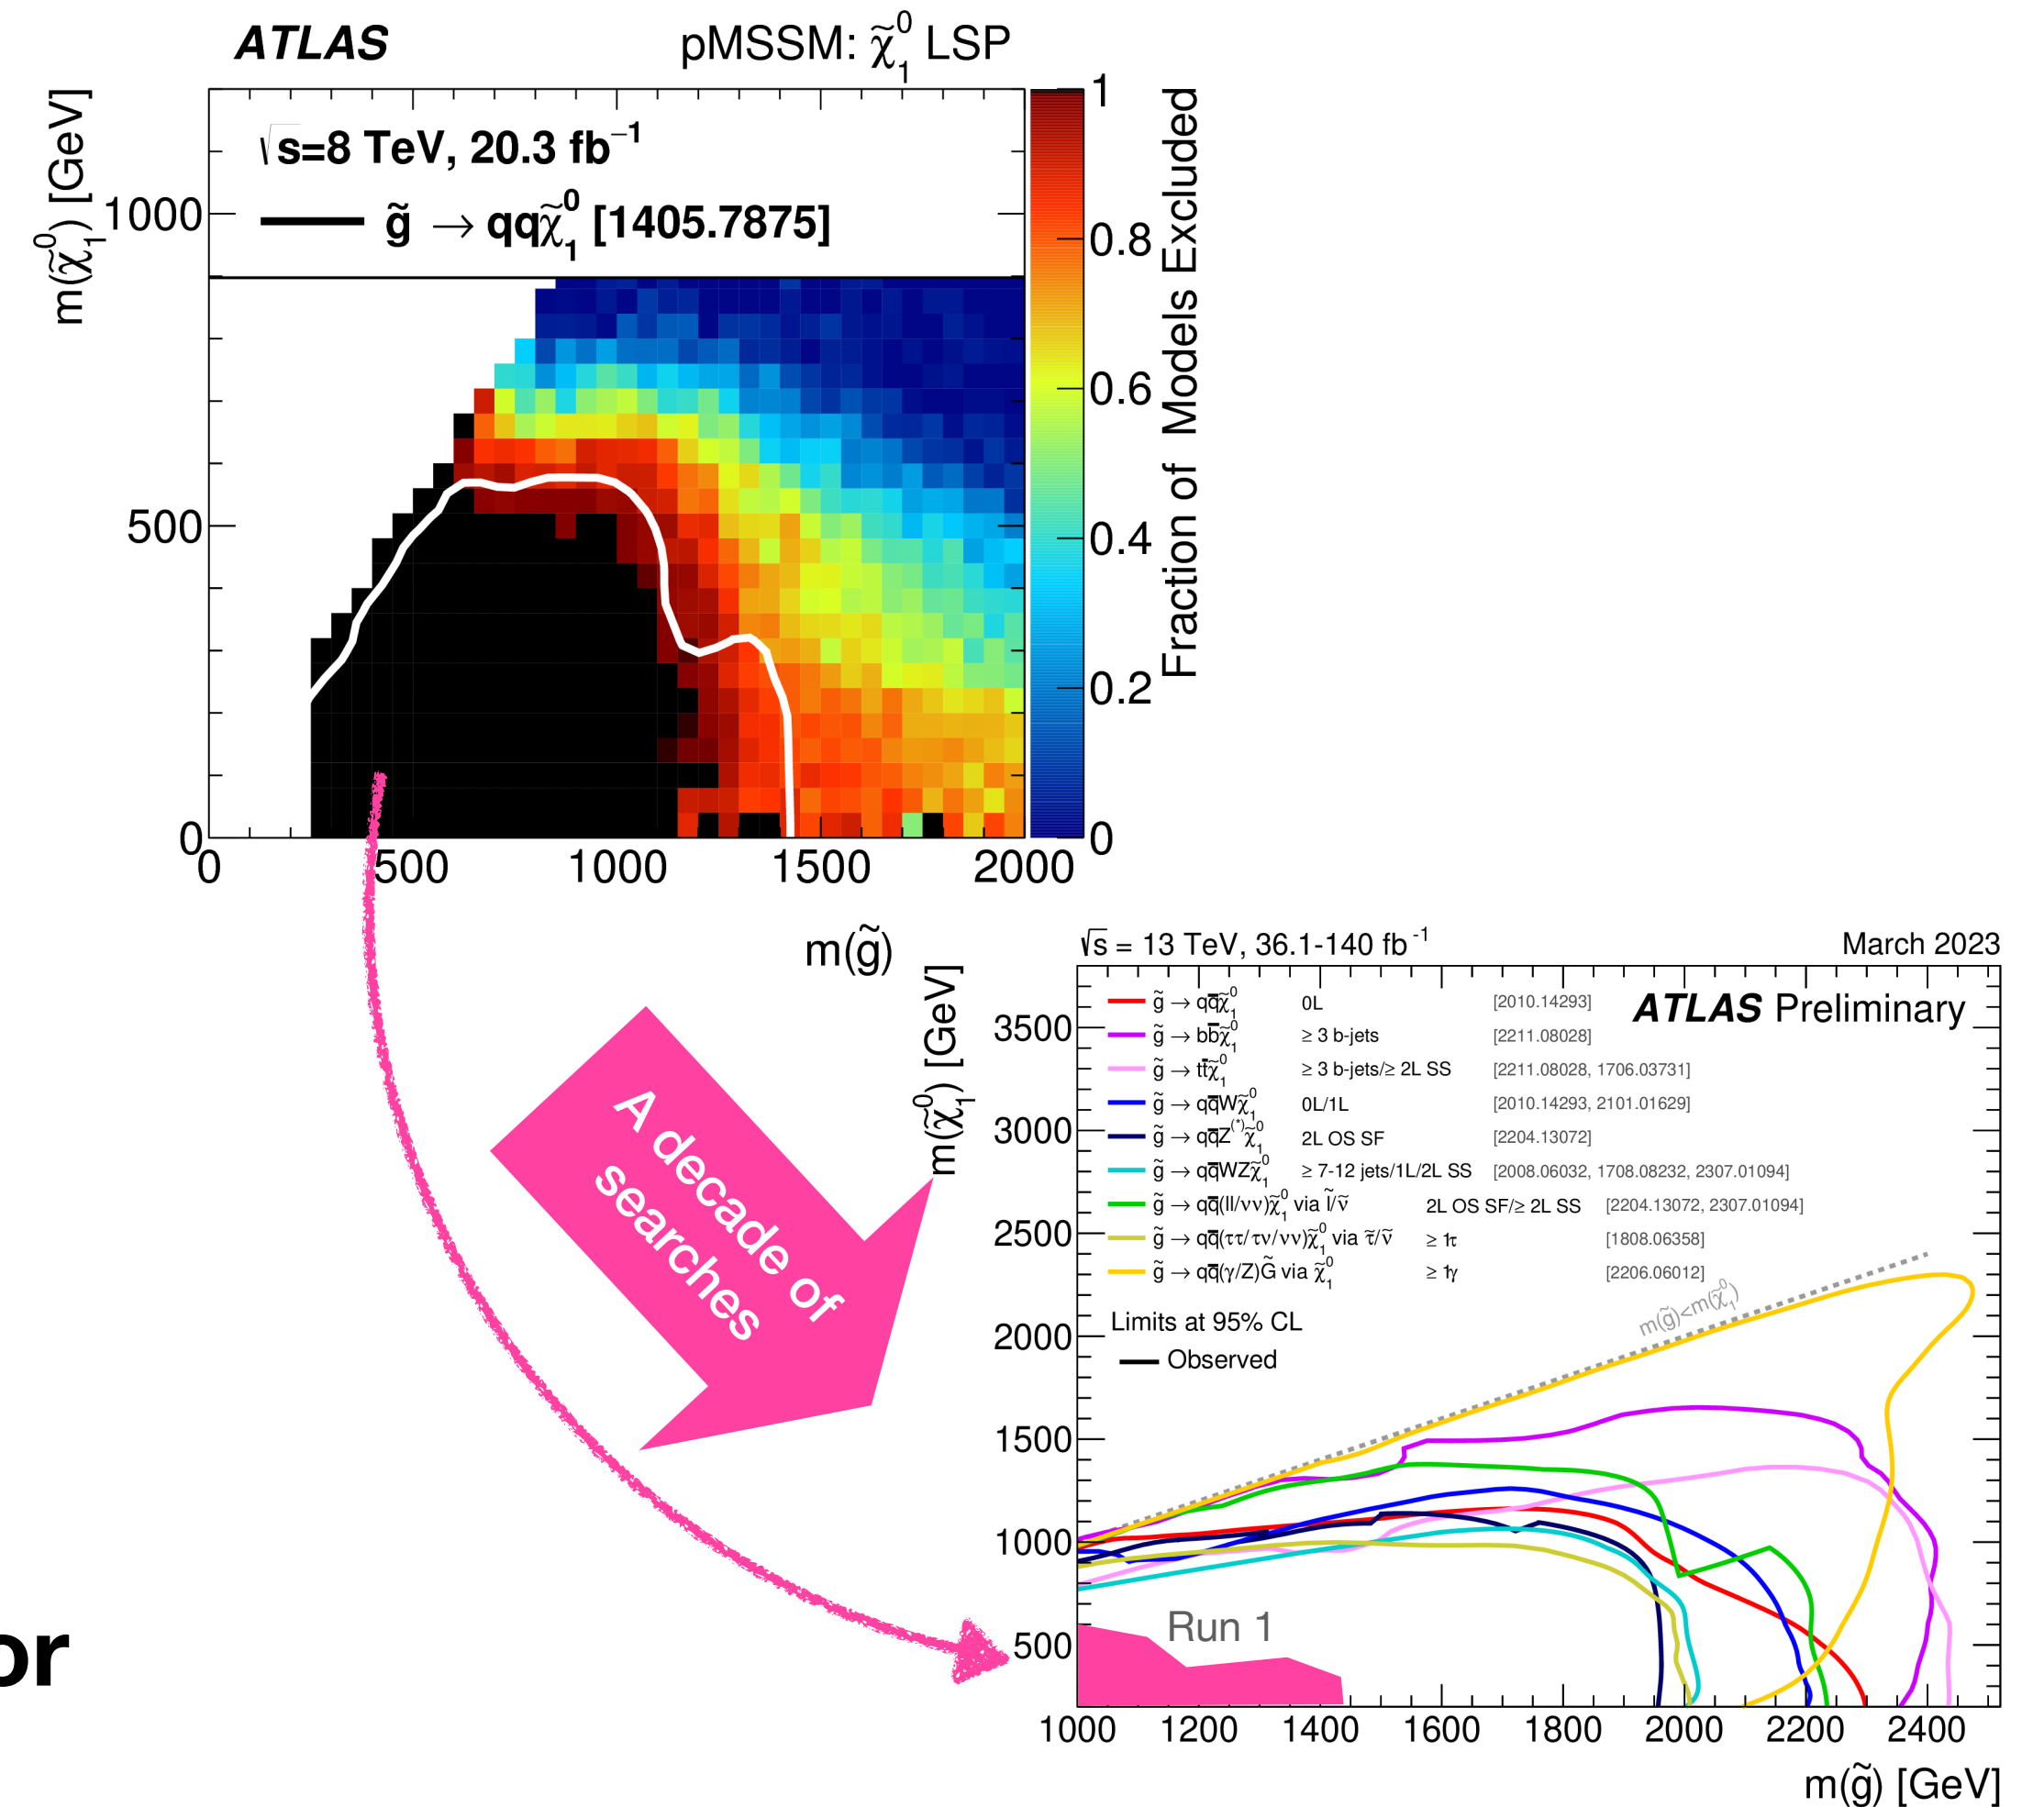 ATLAS pMSSM: χ̃₁⁰ LSP
√s=8 TeV, 20.3 fb⁻¹
g̃ → qqχ̃₁⁰ [1405.7875]
m(χ̃₁⁰) [GeV]
1000
500
0
0 500 1000 1500 2000
m(g̃)
1
0.8
0.6
0.4
0.2
0
Fraction of Models Excluded
A decade of
searches
or
√s = 13 TeV, 36.1-140 fb⁻¹ March 2023
ATLAS Preliminary
g̃ → qq̅χ̃₁⁰ 0L [2010.14293]
g̃ → bb̅χ̃₁⁰ ≥ 3 b-jets [2211.08028]
g̃ → tt̅χ̃₁⁰ ≥ 3 b-jets/≥ 2L SS [2211.08028, 1706.03731]
g̃ → qq̅Wχ̃₁⁰ 0L/1L [2010.14293, 2101.01629]
g̃ → qq̅Z⁽*⁾χ̃₁⁰ 2L OS SF [2204.13072]
g̃ → qq̅WZχ̃₁⁰ ≥ 7-12 jets/1L/2L SS [2008.06032, 1708.08232, 2307.01094]
g̃ → qq̅(ll/νν)χ̃₁⁰ via l̃/ν̃ 2L OS SF/≥ 2L SS [2204.13072, 2307.01094]
g̃ → qq̅(ττ/τν/νν)χ̃₁⁰ via τ̃/ν̃ ≥ 1τ [1808.06358]
g̃ → qq̅(γ/Z)G̃ via χ̃₁⁰ ≥ 1γ [2206.06012]
Limits at 95% CL
Observed
m(g̃)<m(χ̃₁⁰)
Run 1
m(χ̃₁⁰) [GeV]
3500
3000
2500
2000
1500
1000
500
1000 1200 1400 1600 1800 2000 2200 2400
m(g̃) [GeV]